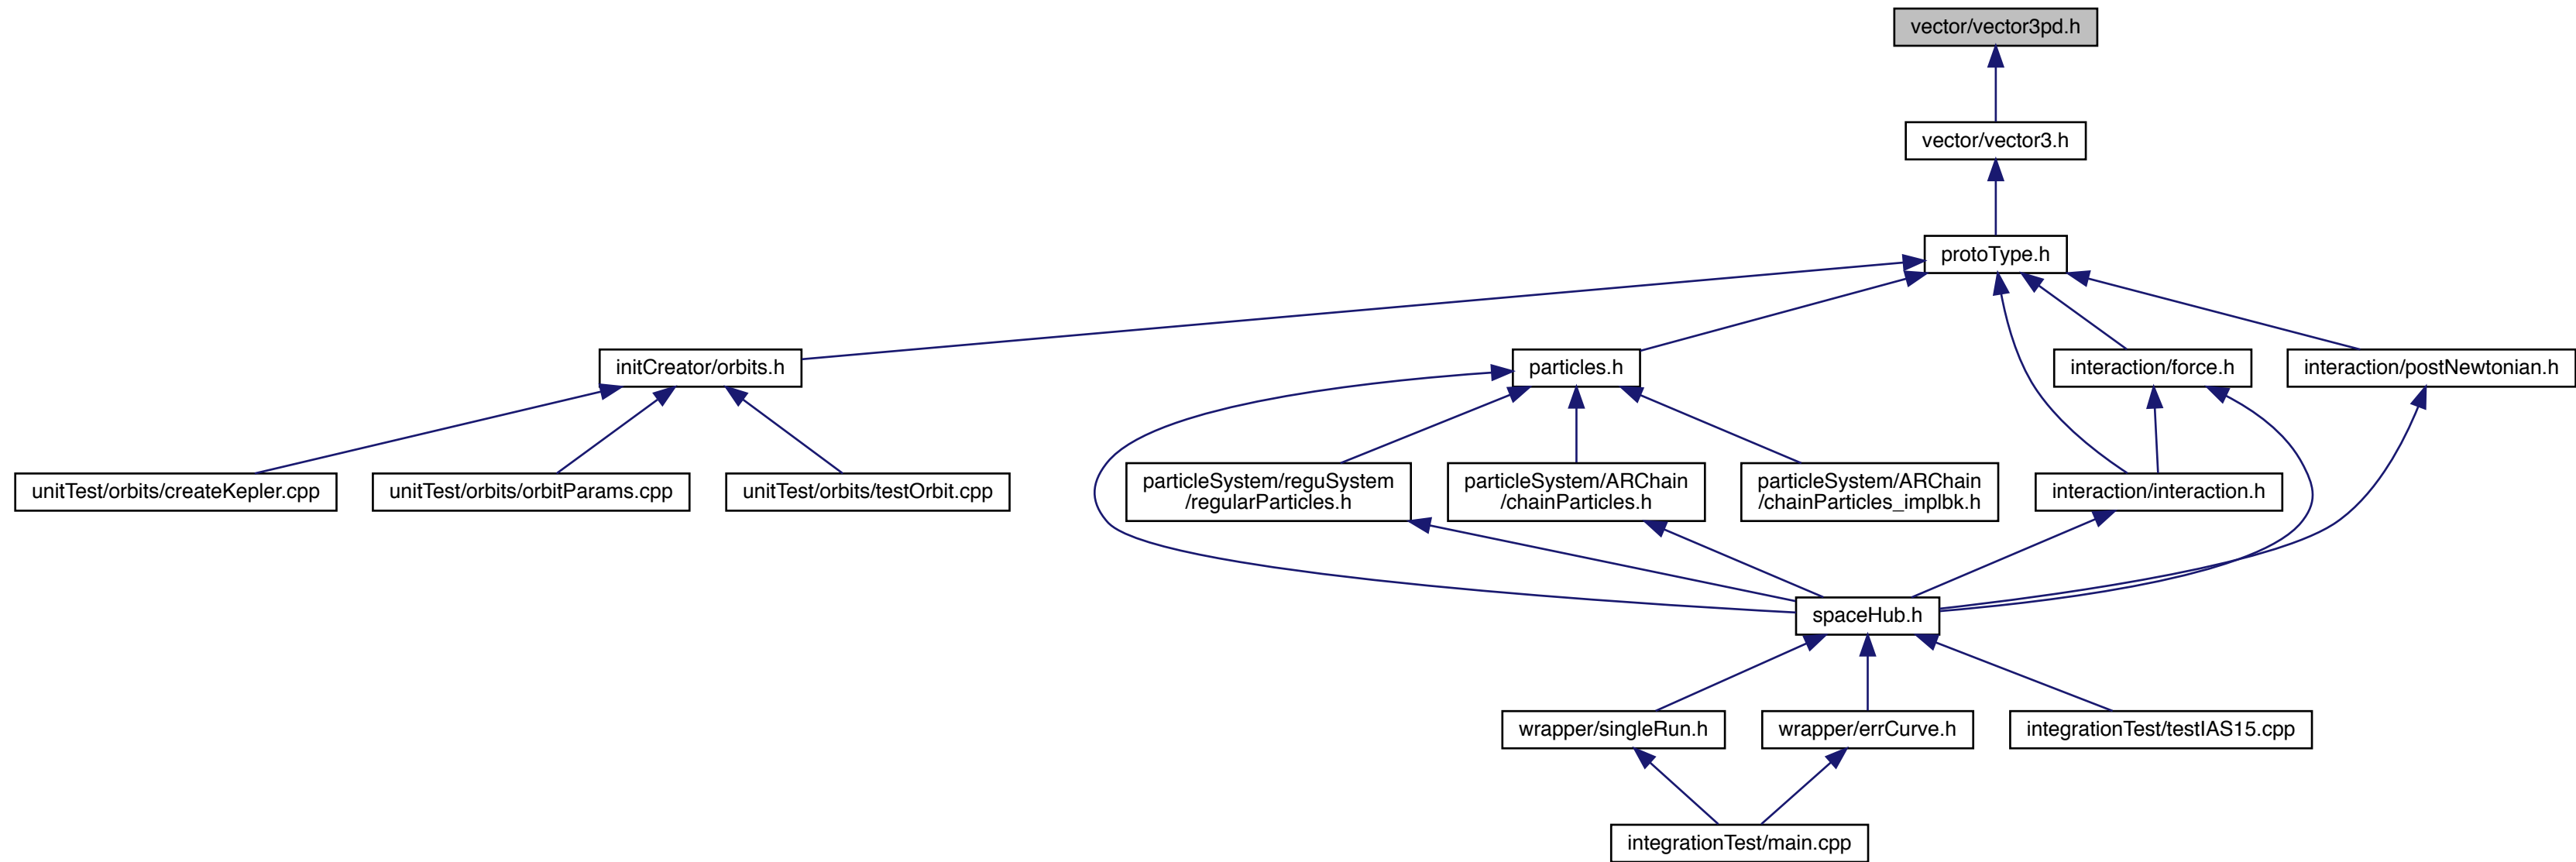 vector/vector3pd.h
vector/vector3.h
protoType.h
initCreator/orbits.h
particles.h
interaction/force.h
interaction/postNewtonian.h
unitTest/orbits/createKepler.cpp
unitTest/orbits/orbitParams.cpp
unitTest/orbits/testOrbit.cpp
particleSystem/reguSystem
/regularParticles.h
particleSystem/ARChain
/chainParticles.h
particleSystem/ARChain
/chainParticles_implbk.h
interaction/interaction.h
spaceHub.h
wrapper/singleRun.h
wrapper/errCurve.h
integrationTest/testIAS15.cpp
integrationTest/main.cpp